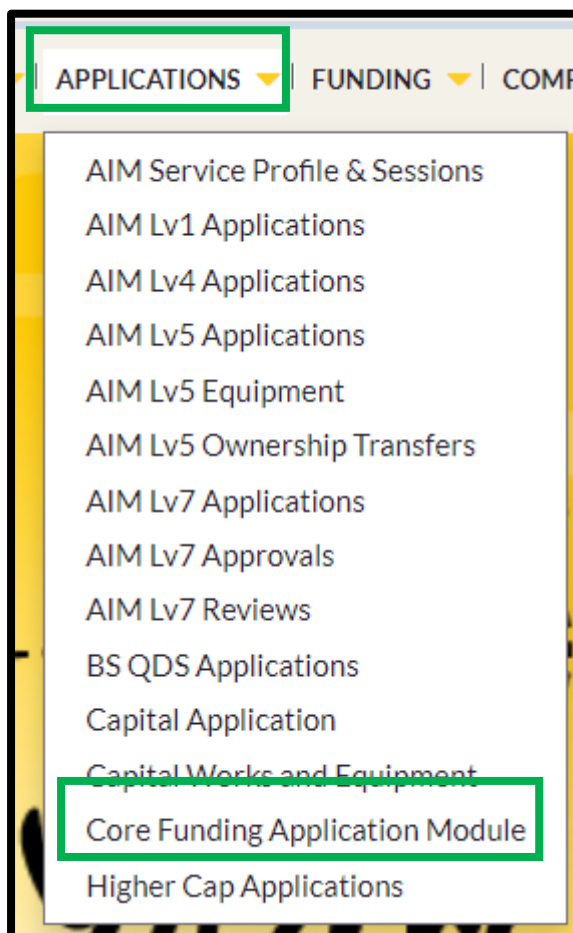 APPLICATIONS FUNDING
AIM Service Profile & Sessions
AIM Lv1 Applications
AIM Lv4 Applications
AIM Lv5 Applications
AIM Lv5 Equipment
AIM Lv5 Ownership Transfers
AIM Lv7 Applications
AIM Lv7 Approvals
AIM Lv7 Reviews
BS QDS Applications
Capital Application
Capital Works and Equipment
Core Funding Application Module
Higher Cap Applications